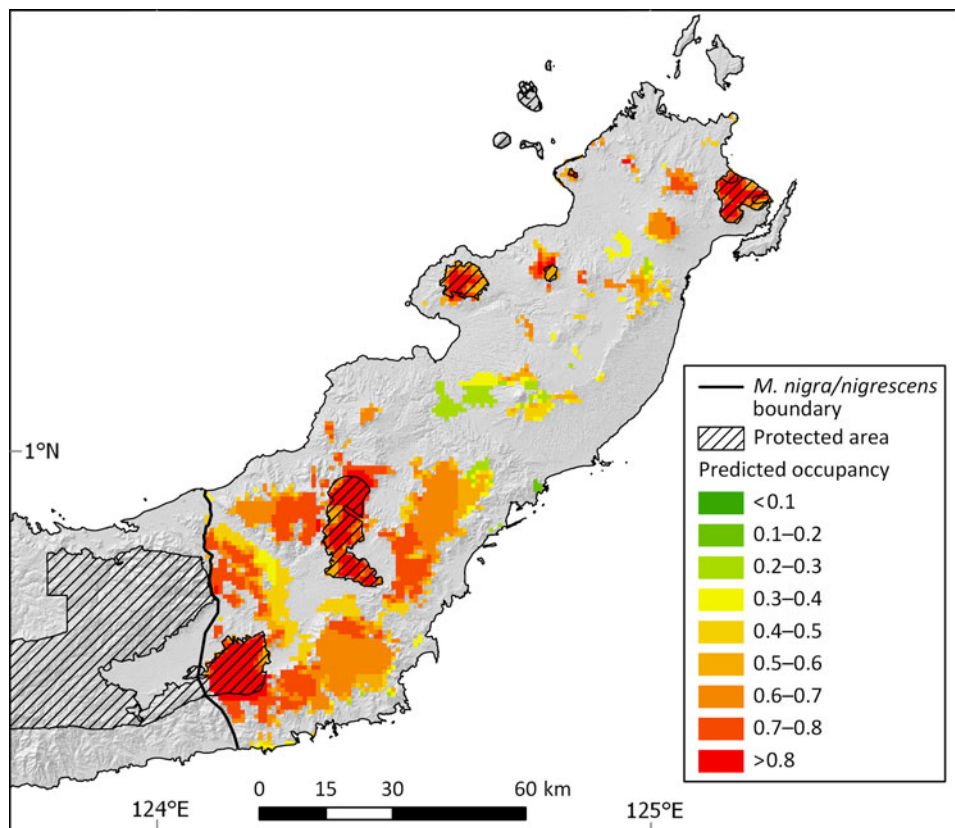 M. nigra/nigrescens
boundary
Protected area
Predicted occupancy
<0.1
0.1–0.2
0.2–0.3
0.3–0.4
0.4–0.5
0.5–0.6
0.6–0.7
0.7–0.8
>0.8
1°N
0 15 30 60 km
124°E
125°E